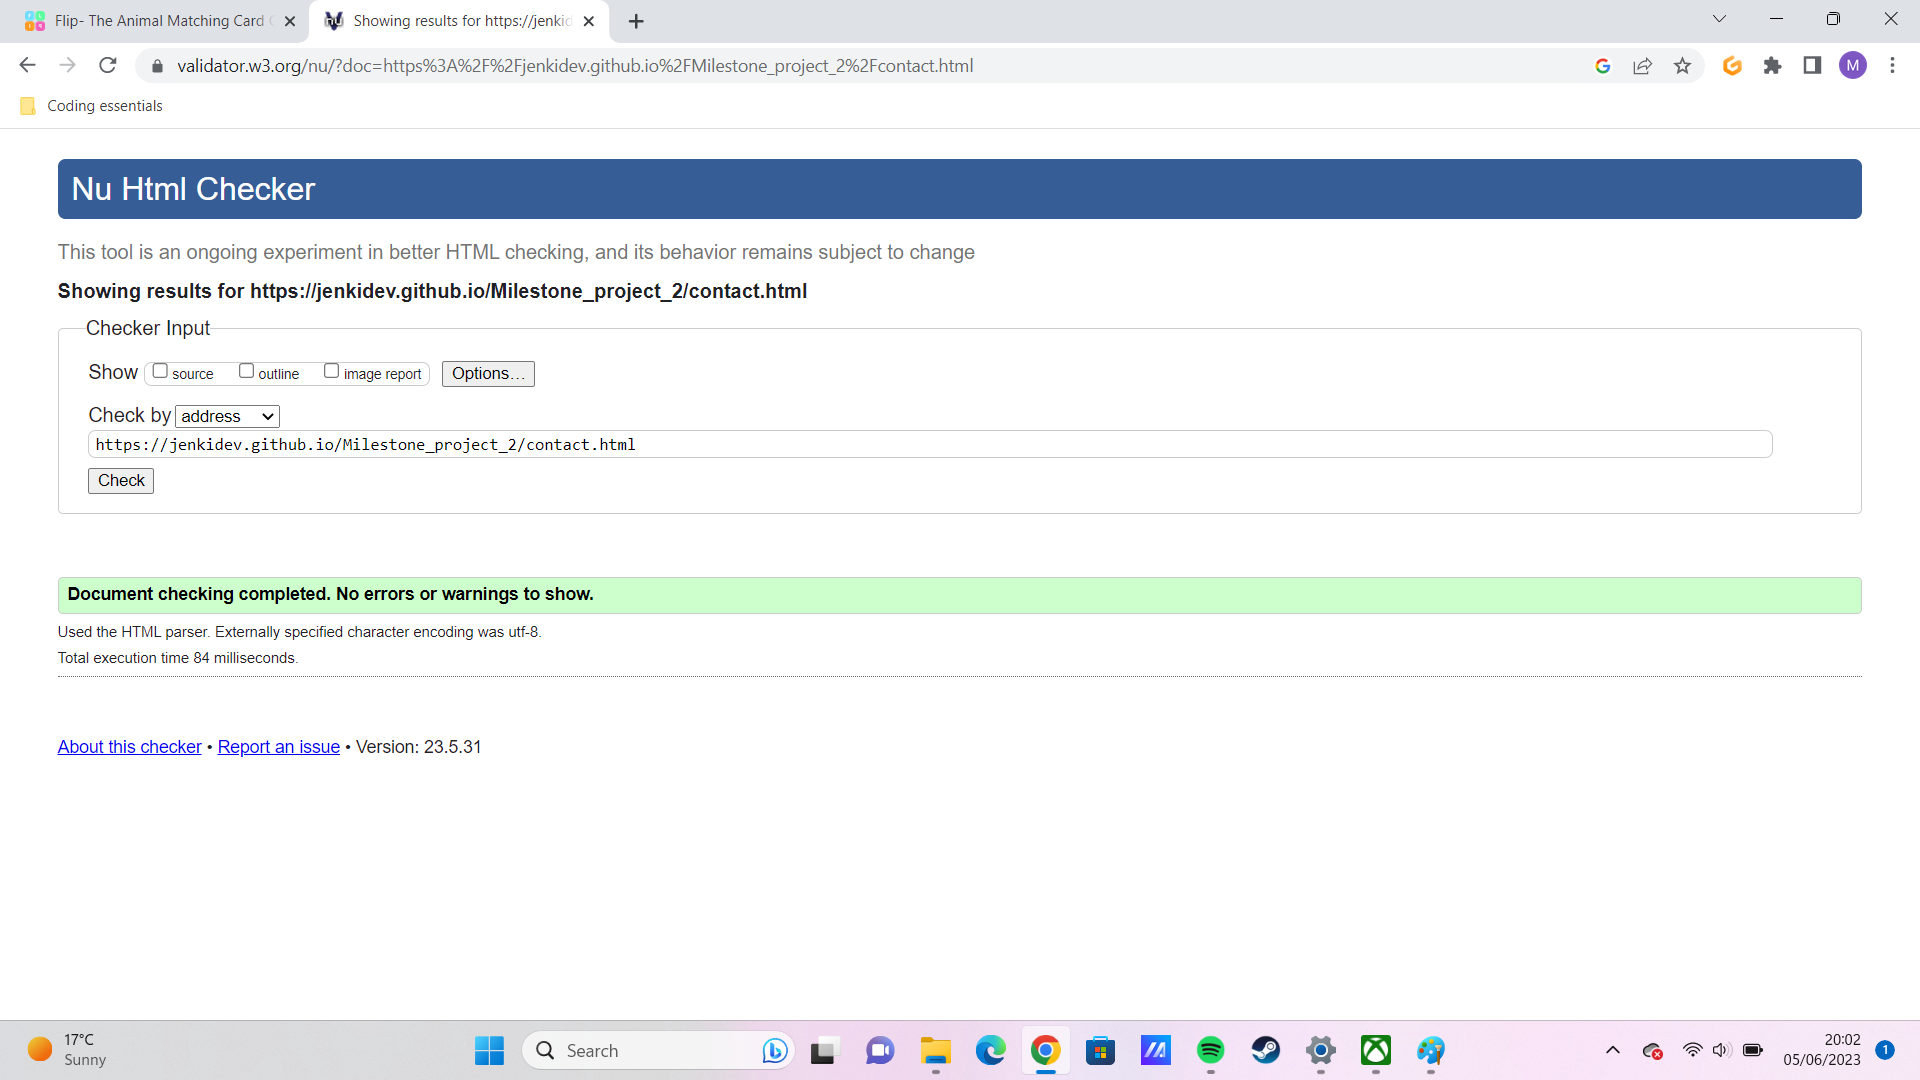 Flip- The Animal Matching Card
Showing results for https://jenkid
validator.w3.org/nu/?doc=https%3A%2F%2Fjenkidev.github.io%2FMilestone_project_2%2Fcontact.html
M
Coding essentials
Nu Html Checker
This tool is an ongoing experiment in better HTML checking, and its behavior remains subject to change
Showing results for https://jenkidev.github.io/Milestone_project_2/contact.html
Checker Input
Show source outline image report Options...
Check by address
https://jenkidev.github.io/Milestone_project_2/contact.html
Check
Document checking completed. No errors or warnings to show.
Used the HTML parser. Externally specified character encoding was utf-8.
Total execution time 84 milliseconds.
About this checker • Report an issue • Version: 23.5.31
17°C
Sunny
Search
20:02
05/06/2023
1